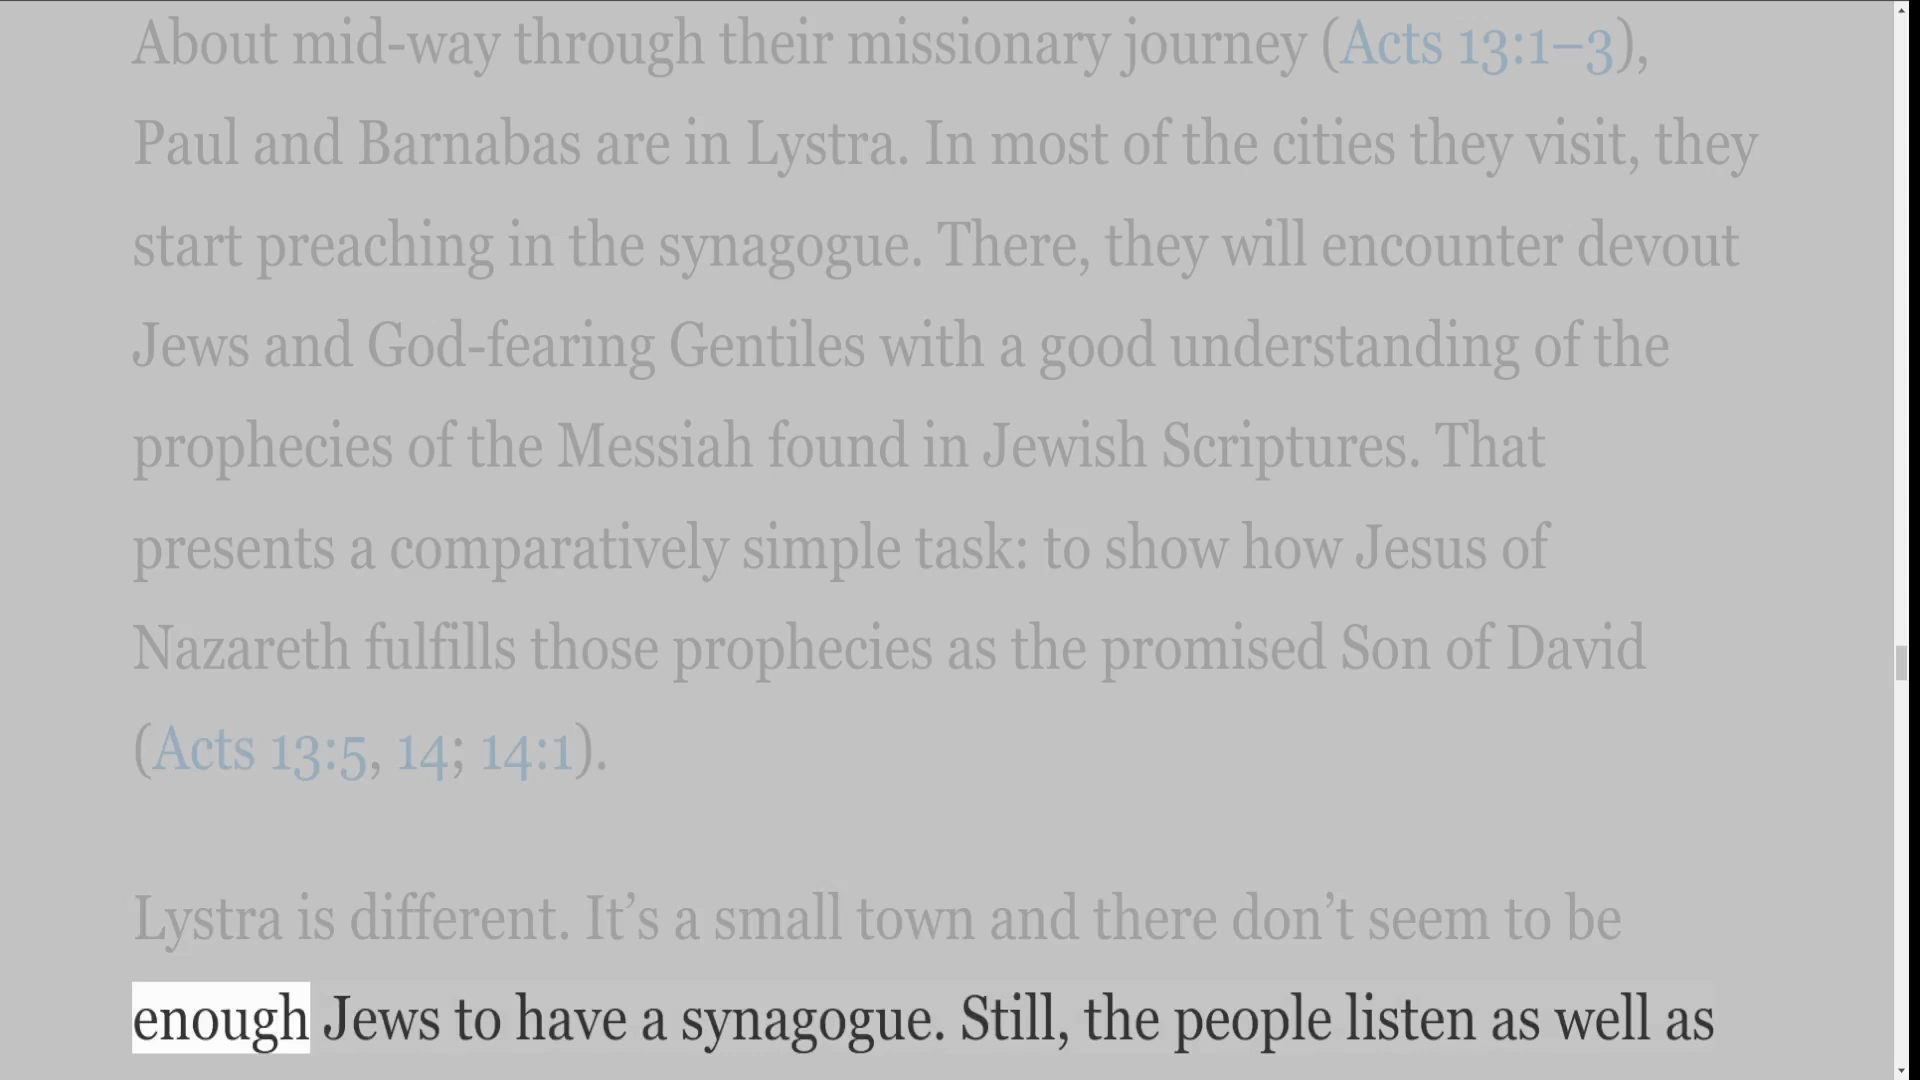 About mid-way through their missionary journey (Acts 13:1–3),
Paul and Barnabas are in Lystra. In most of the cities they visit, they
start preaching in the synagogue. There, they will encounter devout
Jews and God-fearing Gentiles with a good understanding of the
prophecies of the Messiah found in Jewish Scriptures. That
presents a comparatively simple task: to show how Jesus of
Nazareth fulfills those prophecies as the promised Son of David
(Acts 13:5, 14; 14:1).
Lystra is different. It’s a small town and there don’t seem to be
enough Jews to have a synagogue. Still, the people listen as well as